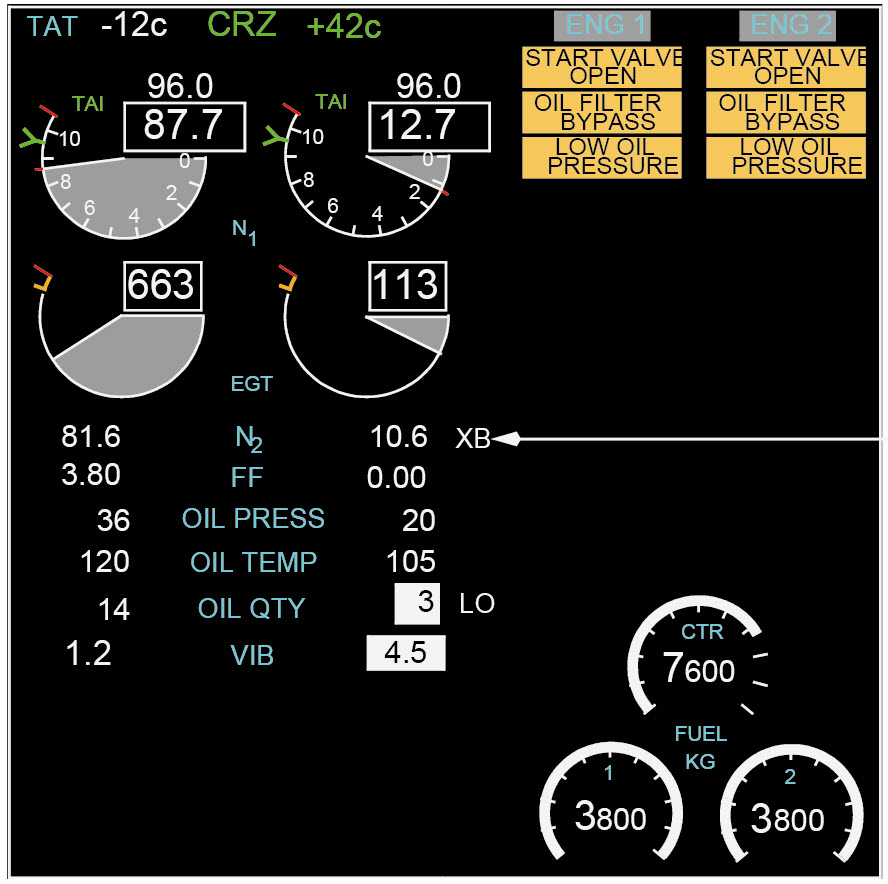 TAT -12c CRZ +42c ENG 1 ENG 2
START VALVE START VALVE
OPEN OPEN
OIL FILTER OIL FILTER
BYPASS BYPASS
LOW OIL LOW OIL
PRESSURE PRESSURE
96.0 96.0
TAI 87.7 TAI 12.7
10 8 6 4 2 0 10 8 6 4 2 0
N1
663 113
EGT
81.6 N2 10.6 XB
3.80 FF 0.00
36 OIL PRESS 20
120 OIL TEMP 105
14 OIL QTY 3 LO
1.2 VIB 4.5
CTR
7600
FUEL
KG
1 2
3800 3800